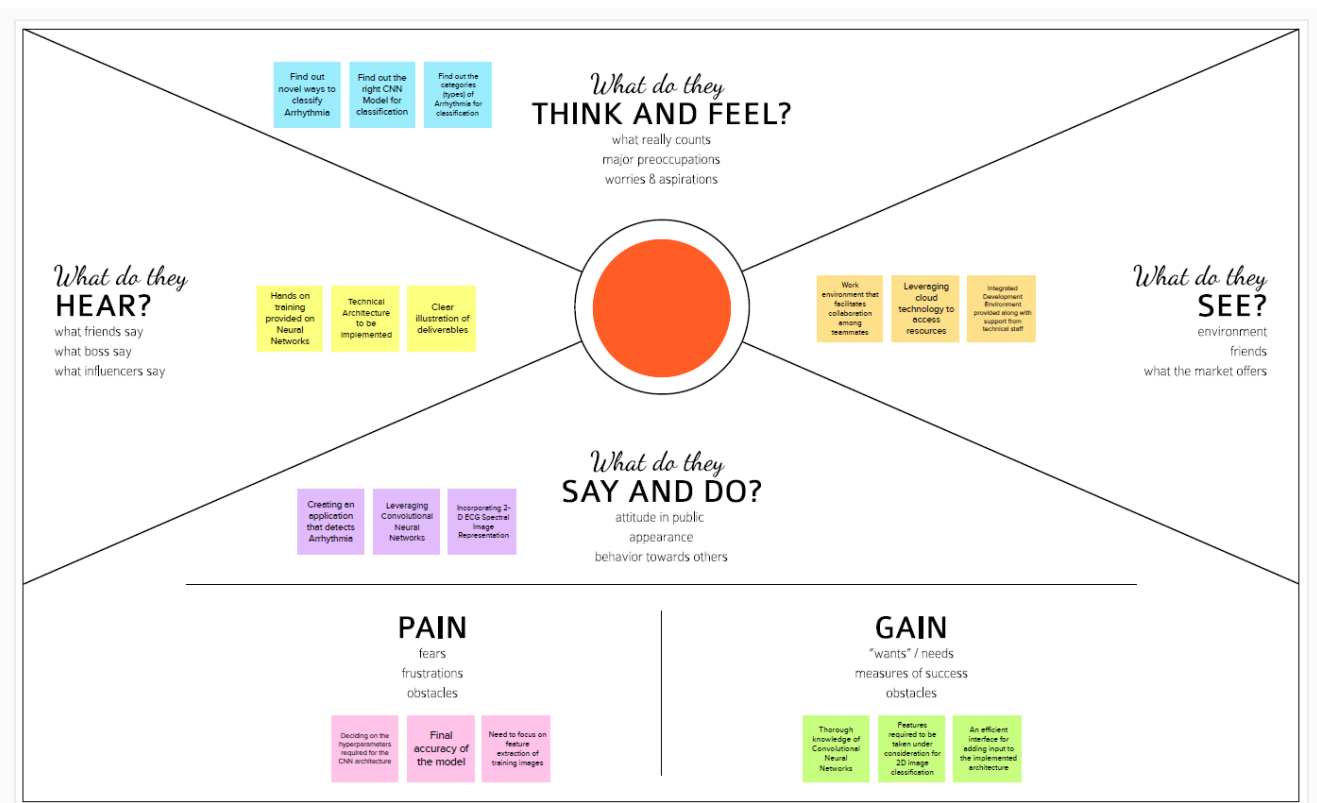 Find out
novel ways to
classify
Arrhythmia
Find out the
right CNN
Model for
classification
Find out the
categories
(types) of
Arrhythmia for
classification
What do they
THINK AND FEEL?
what really counts
major preoccupations
worries & aspirations
What do they
HEAR?
what friends say
what boss say
what influencers say
Hands on
training
provided on
Neural
Networks
Technical
Architecture
to be
implemented
Clear
illustration of
deliverables
Work
environment that
facilitates
collaboration
among
teammates
Leveraging
cloud
technology to
access
resources
Integrated
Development
Environment
provided along with
support from
technical staff
What do they
SEE?
environment
friends
what the market offers
What do they
SAY AND DO?
attitude in public
appearance
behavior towards others
Creating an
application
that detects
Arrhythmia
Leveraging
Convolutional
Neural
Networks
Incorporating 2-
D ECG Spectral
Image
Representation
PAIN
fears
frustrations
obstacles
Deciding on the
hyperparameters
required for the
CNN architecture
Final
accuracy of
the model
Need to focus on
feature
extraction of
training images
GAIN
"wants" / needs
measures of success
obstacles
Thorough
knowledge of
Convolutional
Neural
Networks
Features
required to be
taken under
consideration for
2D image
classification
An efficient
interface for
adding input to
the implemented
architecture